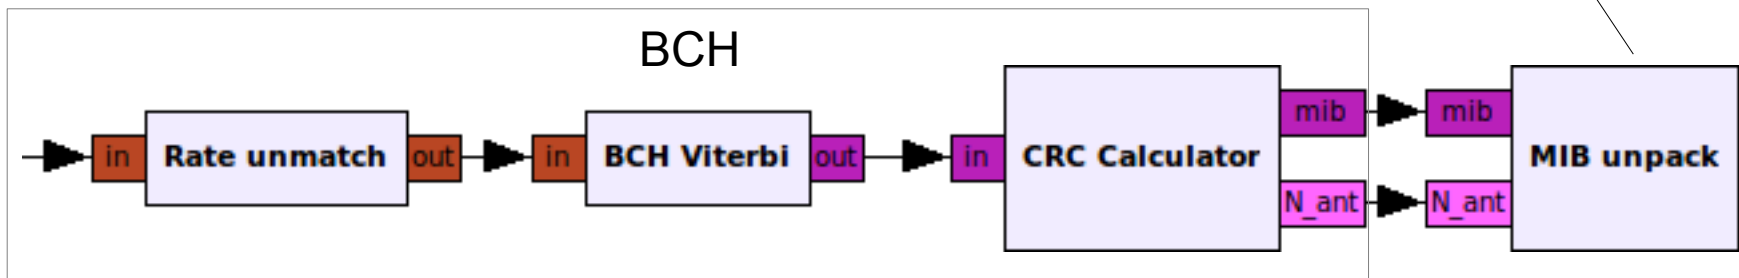 BCH
in Rate unmatch out in BCH Viterbi out in CRC Calculator mib mib MIB unpack
N_ant N_ant